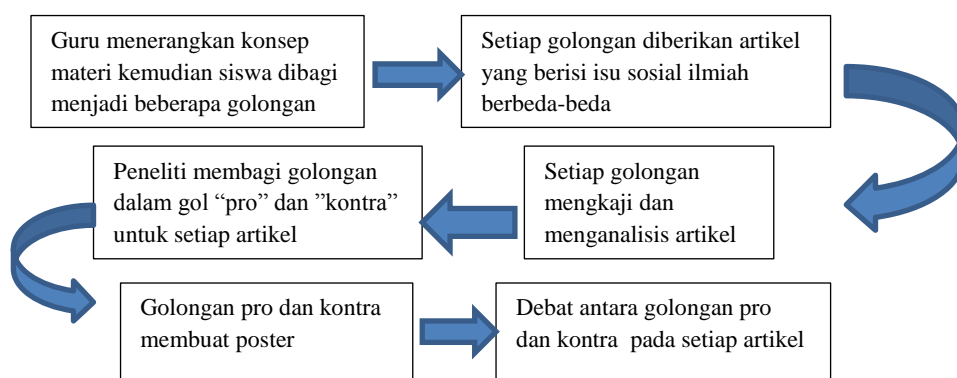 Guru menerangkan konsep
materi kemudian siswa dibagi
menjadi beberapa golongan
Setiap golongan diberikan artikel
yang berisi isu sosial ilmiah
berbeda-beda
Setiap golongan
mengkaji dan
menganalisis artikel
Peneliti membagi golongan
dalam gol “pro” dan ”kontra”
untuk setiap artikel
Golongan pro dan kontra
membuat poster
Debat antara golongan pro
dan kontra pada setiap artikel